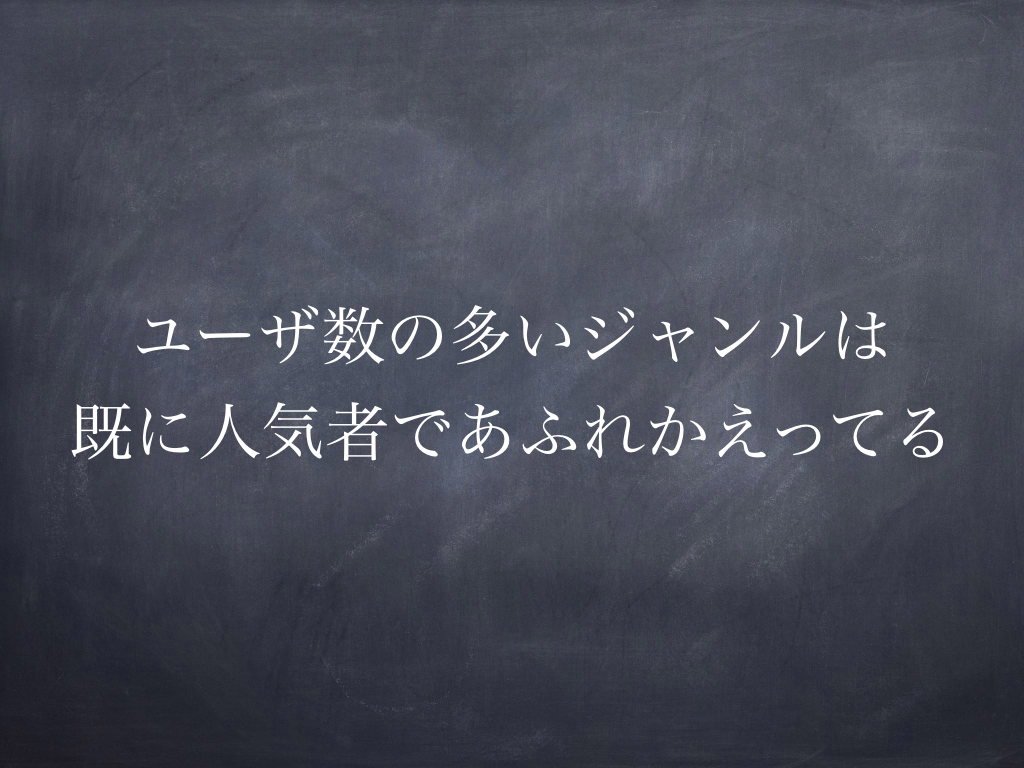 ユーザ数の多いジャンルは
既に人気者であふれかえってる